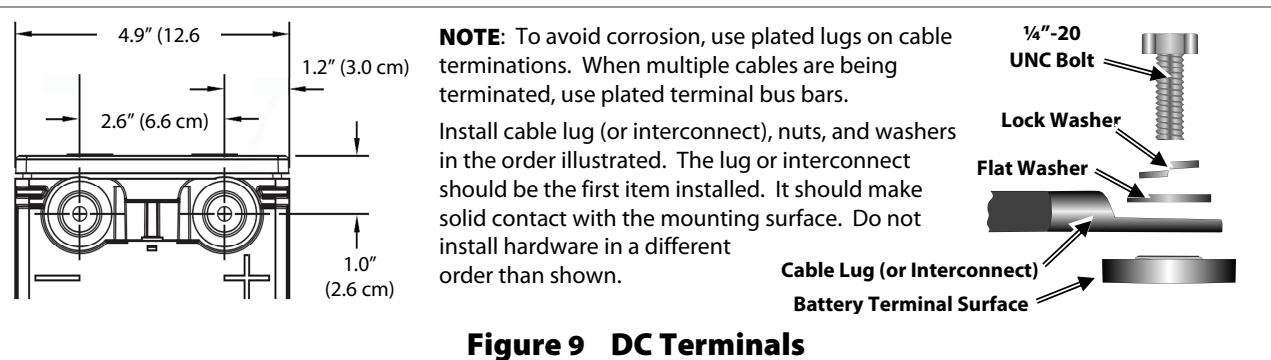 4.9” (12.6
1.2” (3.0 cm)
2.6” (6.6 cm)
1.0”
(2.6 cm)
NOTE: To avoid corrosion, use plated lugs on cable
terminations. When multiple cables are being
terminated, use plated terminal bus bars.
Install cable lug (or interconnect), nuts, and washers
in the order illustrated. The lug or interconnect
should be the first item installed. It should make
solid contact with the mounting surface. Do not
install hardware in a different
order than shown.
¼”-20
UNC Bolt
Lock Washer
Flat Washer
Cable Lug (or Interconnect)
Battery Terminal Surface
Figure 9 DC Terminals